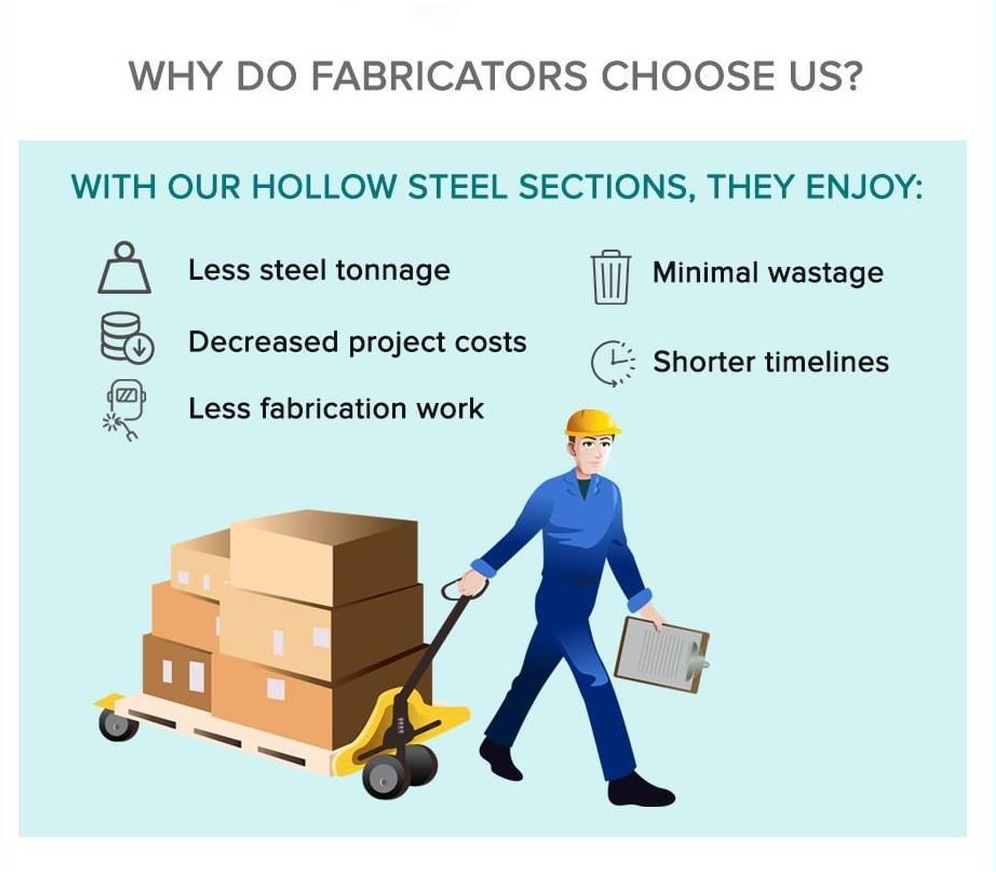 WHY DO FABRICATORS CHOOSE US?
WITH OUR HOLLOW STEEL SECTIONS, THEY ENJOY:
Less steel tonnage
Decreased project costs
Less fabrication work
Minimal wastage
Shorter timelines